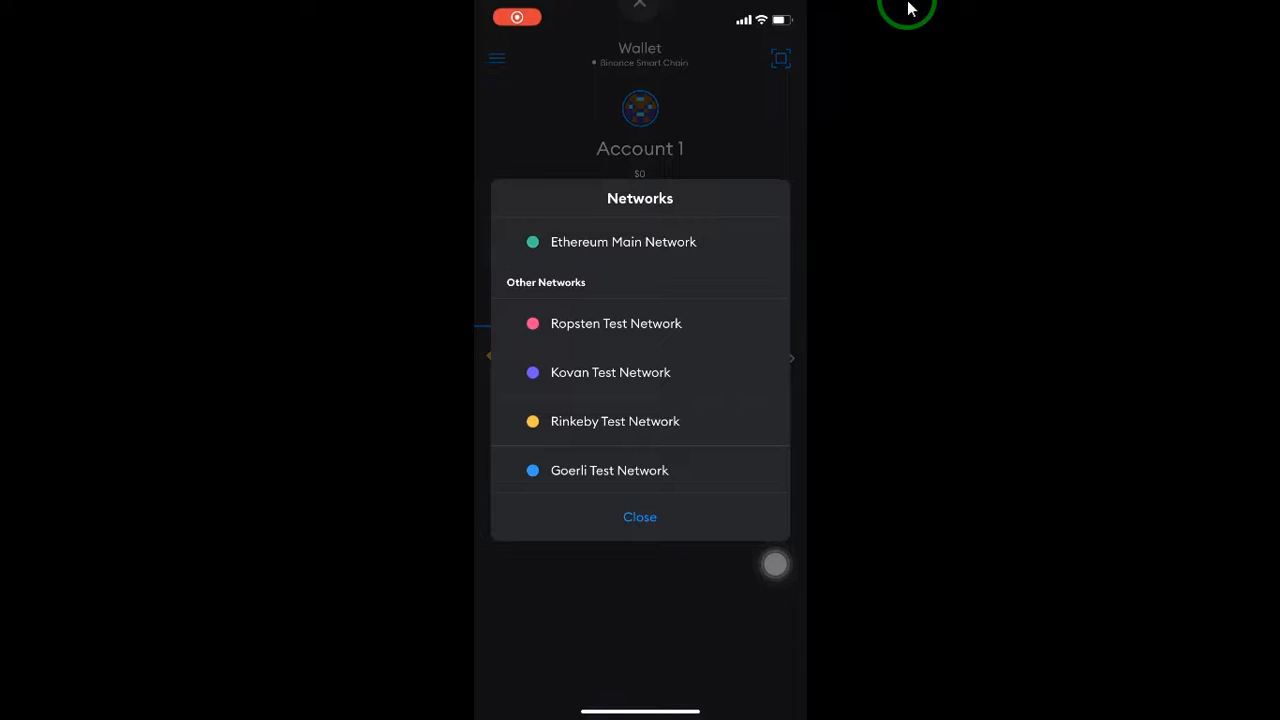 Wallet
Binance Smart Chain
Account 1
$0
Networks
Ethereum Main Network
Other Networks
Ropsten Test Network
Kovan Test Network
Rinkeby Test Network
Goerli Test Network
Close